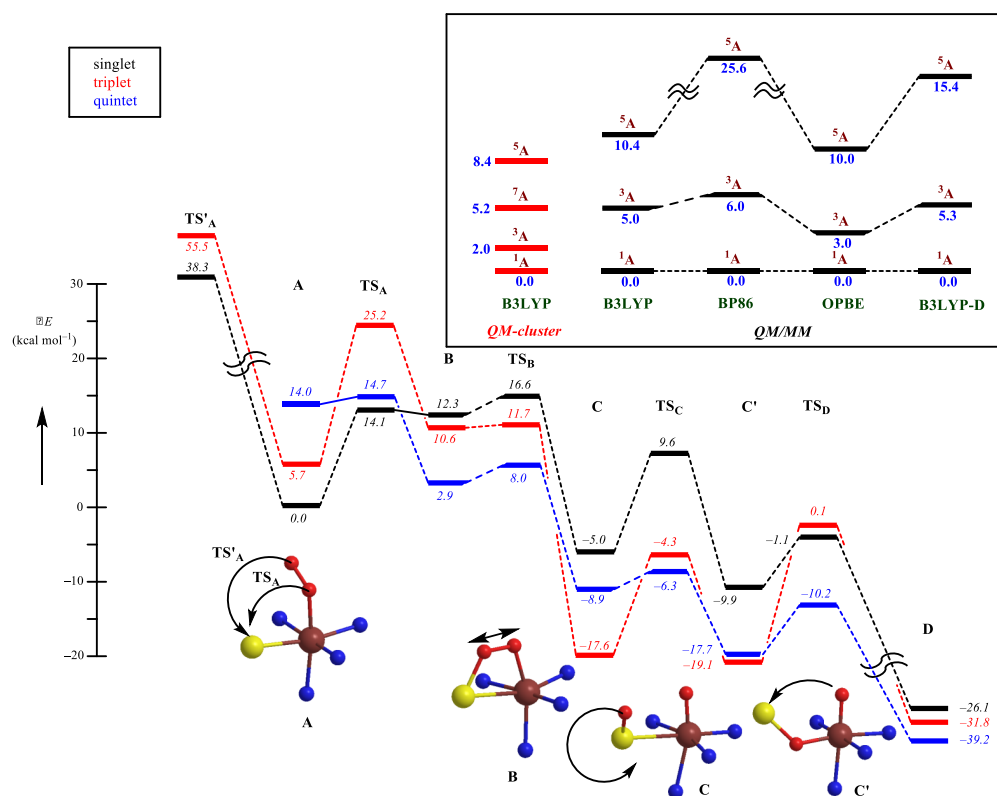 singlet
triplet
quintet
5A
25.6
5A
15.4
5A
10.4
5A
10.0
5A
8.4
7A
5.2
3A
2.0
1A
0.0
3A
5.0
3A
6.0
3A
3.0
3A
5.3
1A
0.0
1A
0.0
1A
0.0
1A
0.0
B3LYP
B3LYP
BP86
OPBE
B3LYP-D
QM-cluster
QM/MM
TS'A
55.5
38.3
A
TSA
B
TSB
C
TSC
C'
TSD
D
E
(kcal mol−1)
30
20
10
0
−10
−20
14.0
5.7
0.0
25.2
14.7
14.1
12.3
10.6
2.9
16.6
11.7
8.0
−5.0
−8.9
−17.6
9.6
−4.3
−6.3
−9.9
−17.7
−19.1
0.1
−1.1
−10.2
−26.1
−31.8
−39.2
TS'A
TSA
A
B
C
C'